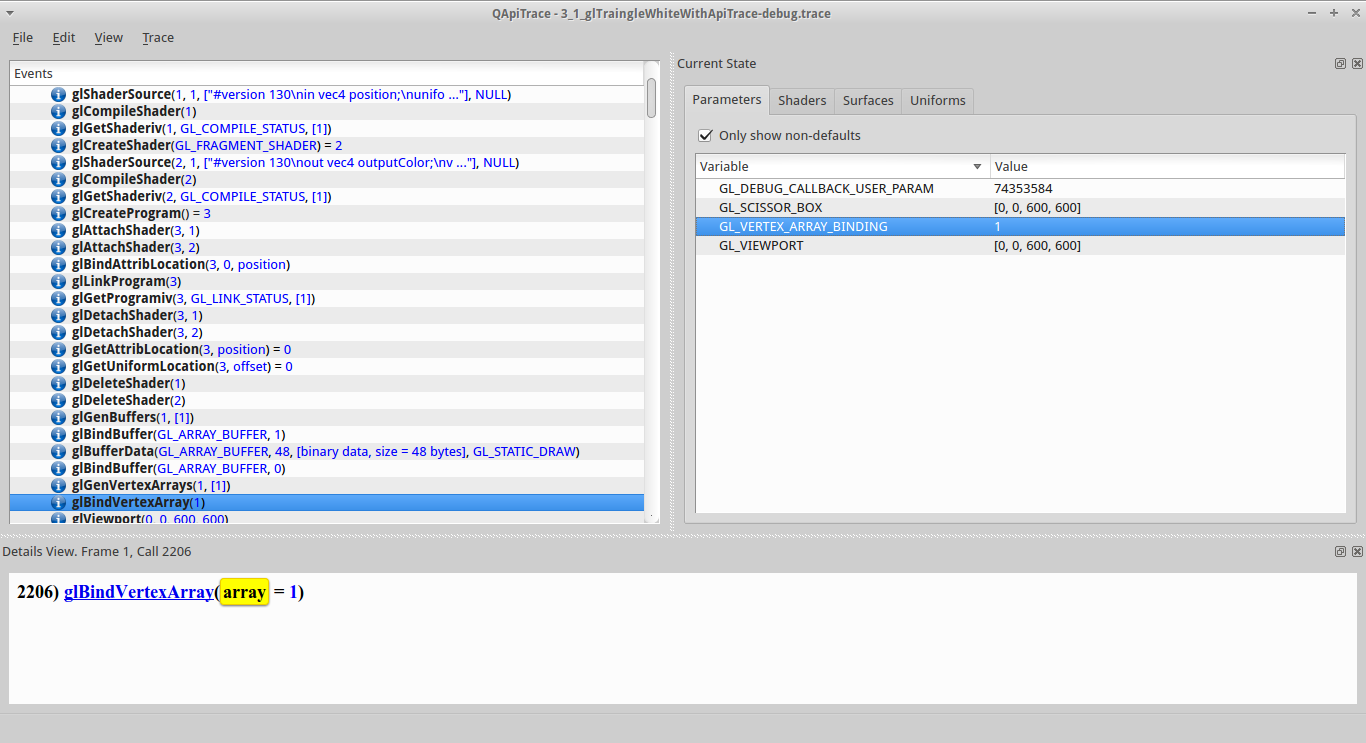 QApiTrace - 3_1_glTraingleWhiteWithApiTrace-debug.trace
File Edit View Trace
Events
glShaderSource(1, 1, ["#version 130\nin vec4 position;\nunifo ..."], NULL)
glCompileShader(1)
glGetShaderiv(1, GL_COMPILE_STATUS, [1])
glCreateShader(GL_FRAGMENT_SHADER) = 2
glShaderSource(2, 1, ["#version 130\nout vec4 outputColor;\nv ..."], NULL)
glCompileShader(2)
glGetShaderiv(2, GL_COMPILE_STATUS, [1])
glCreateProgram() = 3
glAttachShader(3, 1)
glAttachShader(3, 2)
glBindAttribLocation(3, 0, position)
glLinkProgram(3)
glGetProgramiv(3, GL_LINK_STATUS, [1])
glDetachShader(3, 1)
glDetachShader(3, 2)
glGetAttribLocation(3, position) = 0
glGetUniformLocation(3, offset) = 0
glDeleteShader(1)
glDeleteShader(2)
glGenBuffers(1, [1])
glBindBuffer(GL_ARRAY_BUFFER, 1)
glBufferData(GL_ARRAY_BUFFER, 48, [binary data, size = 48 bytes], GL_STATIC_DRAW)
glBindBuffer(GL_ARRAY_BUFFER, 0)
glGenVertexArrays(1, [1])
glBindVertexArray(1)
glViewport(0, 0, 600, 600)
Current State
Parameters Shaders Surfaces Uniforms
Only show non-defaults
Variable Value
GL_DEBUG_CALLBACK_USER_PARAM 74353584
GL_SCISSOR_BOX [0, 0, 600, 600]
GL_VERTEX_ARRAY_BINDING 1
GL_VIEWPORT [0, 0, 600, 600]
Details View. Frame 1, Call 2206
2206) glBindVertexArray(array = 1)